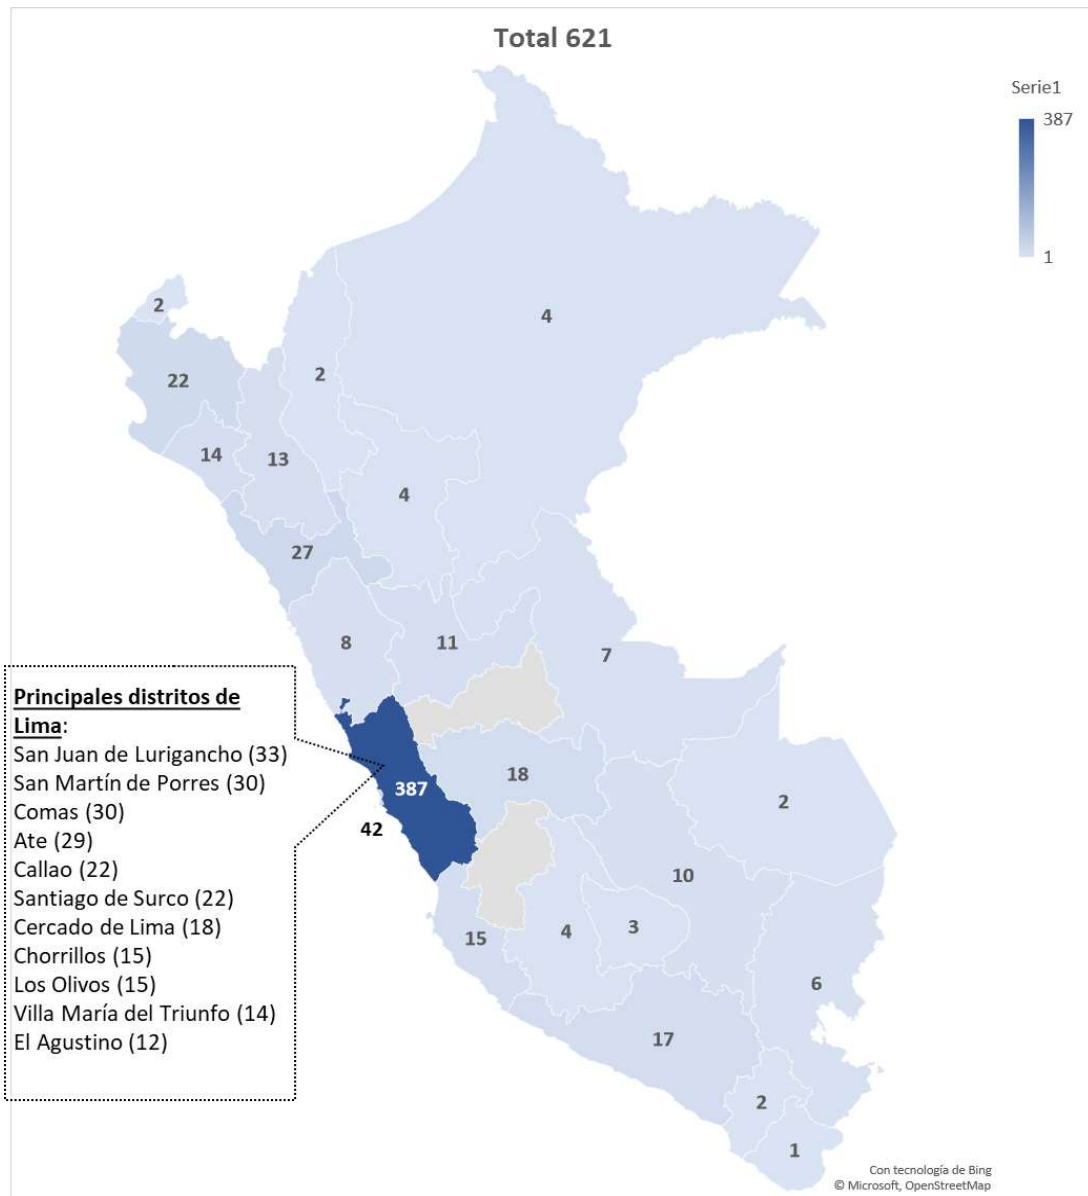 Total 621
Serie1
387
1
4
2
22
2
14
13
4
27
8
11
7
Principales distritos de
Lima:
San Juan de Lurigancho (33)
San Martín de Porres (30)
Comas (30)
Ate (29)
Callao (22)
Santiago de Surco (22)
Cercado de Lima (18)
Chorrillos (15)
Los Olivos (15)
Villa María del Triunfo (14)
El Agustino (12)
387
42
18
2
10
15
4
3
6
17
2
1
Con tecnología de Bing
© Microsoft, OpenStreetMap